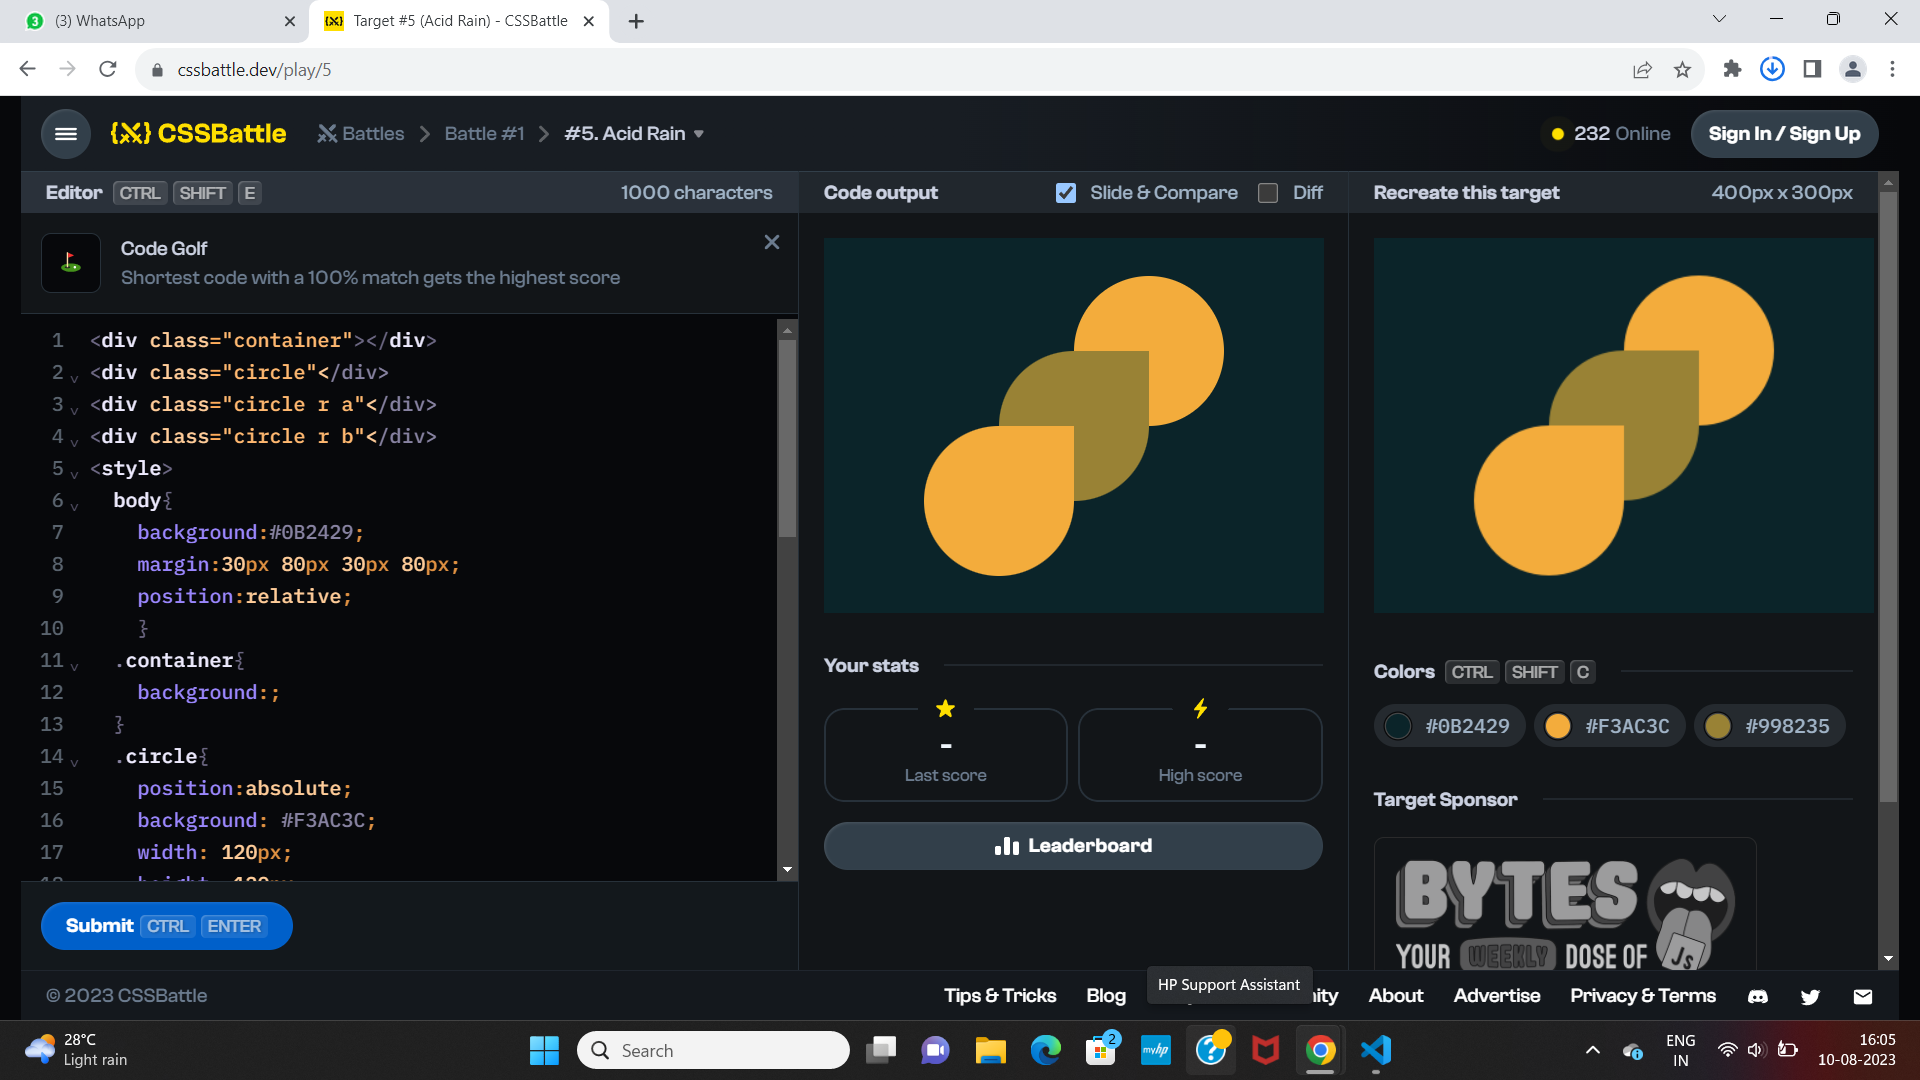 (3) WhatsApp
Target #5 (Acid Rain) - CSSBattle
cssbattle.dev/play/5
CSSBattle
Battles
Battle #1
#5. Acid Rain
232 Online
Sign In / Sign Up
Editor CTRL SHIFT E
1000 characters
Code output
Slide & Compare
Diff
Recreate this target
400px x 300px
Code Golf
Shortest code with a 100% match gets the highest score
1 <div class="container"></div>
2 <div class="circle"</div>
3 <div class="circle r a"</div>
4 <div class="circle r b"</div>
5 <style>
6 body{
7 background:#0B2429;
8 margin:30px 80px 30px 80px;
9 position:relative;
10 }
11 .container{
12 background:;
13 }
14 .circle{
15 position:absolute;
16 background: #F3AC3C;
17 width: 120px;
Submit CTRL ENTER
Your stats
-
Last score
-
High score
Leaderboard
Colors CTRL SHIFT C
#0B2429
#F3AC3C
#998235
Target Sponsor
BYTES
YOUR WEEKLY DOSE OF JS
© 2023 CSSBattle
Tips & Tricks
Blog
HP Support Assistant
About
Advertise
Privacy & Terms
28°C
Light rain
Search
2
myhp
ENG
IN
16:05
10-08-2023